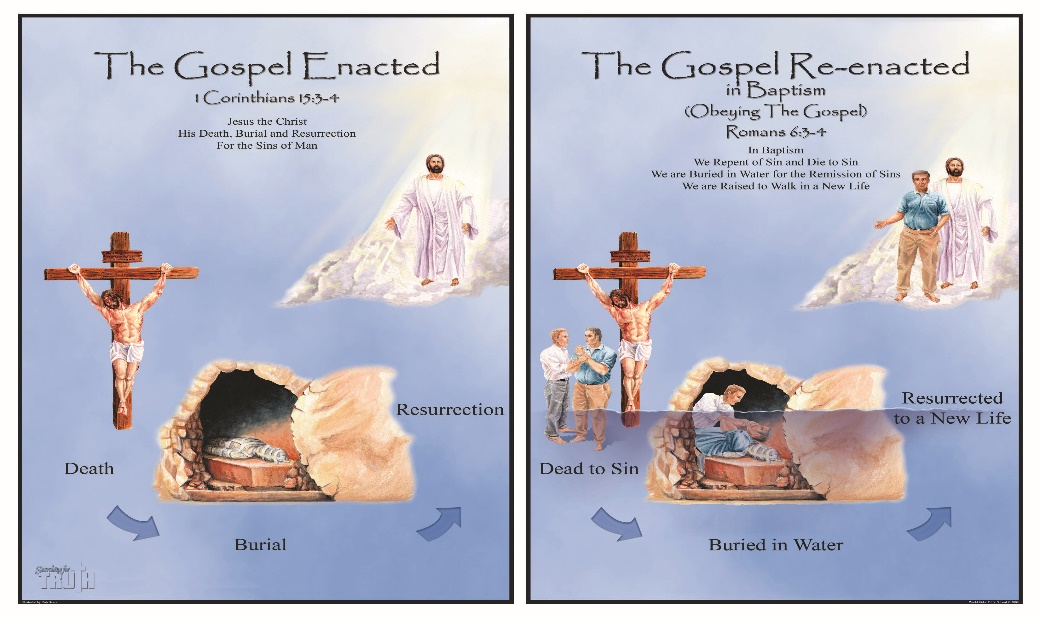 The Gospel Enacted
1 Corinthians 15:3-4
Jesus the Christ
His Death, Burial and Resurrection
For the Sins of Man
Resurrection
Death
Burial
Searching for
TRUTH
The Gospel Re-enacted
in Baptism
(Obeying The Gospel)
Romans 6:3-4
In Baptism
We Repent of Sin and Die to Sin
We are Buried in Water for the Remission of Sins
We are Raised to Walk in a New Life
Resurrected
to a New Life
Dead to Sin
Buried in Water